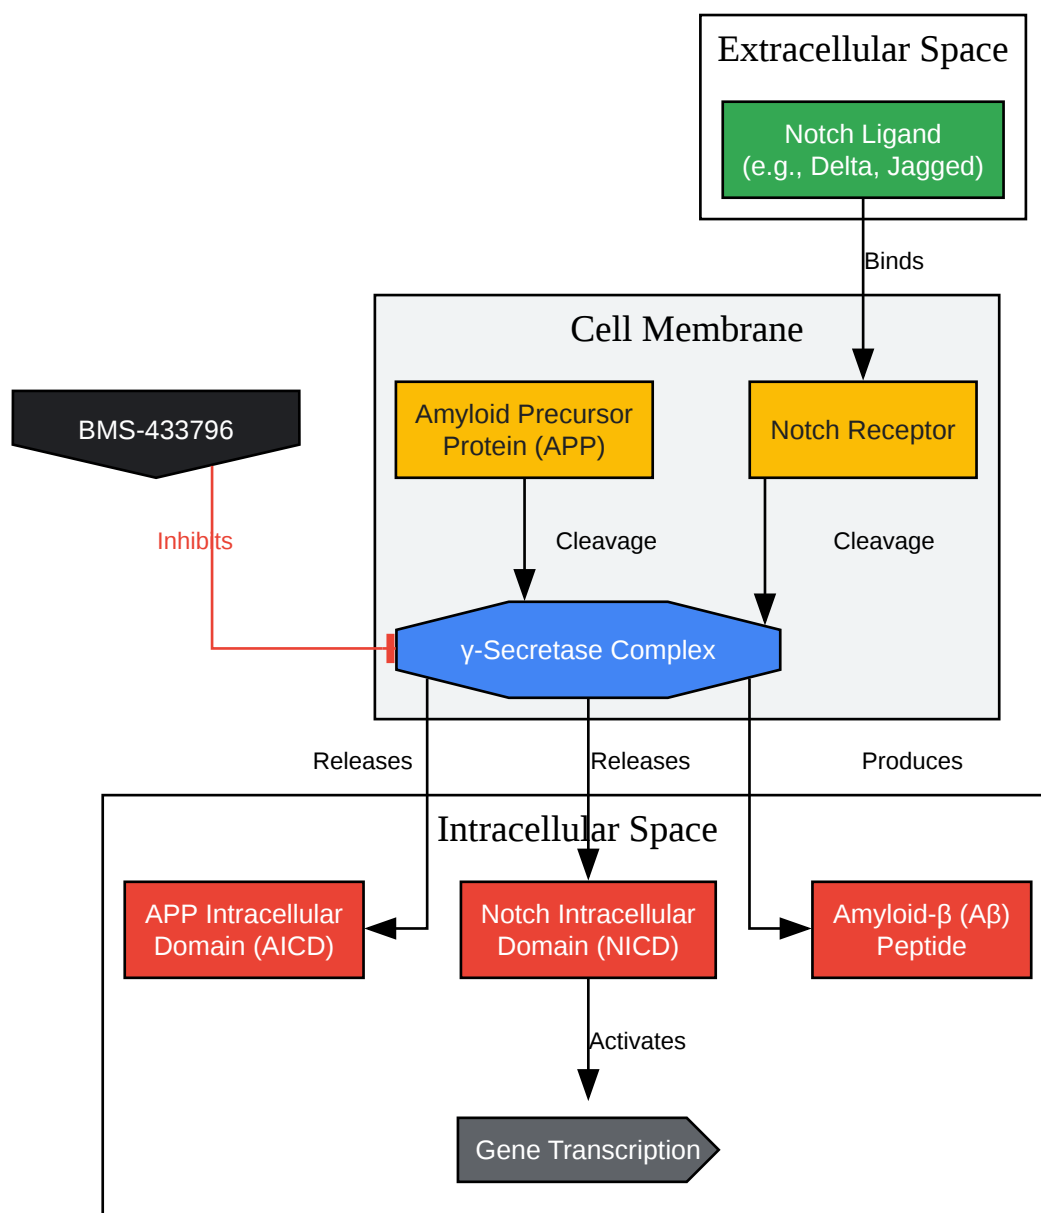 Extracellular Space
Notch Ligand
(e.g., Delta, Jagged)
Binds
Cell Membrane
BMS-433796
Amyloid Precursor
Protein (APP)
Notch Receptor
Inhibits
Cleavage
Cleavage
γ-Secretase Complex
Releases
Releases
Produces
Intracellular Space
APP Intracellular
Domain (AICD)
Notch Intracellular
Domain (NICD)
Amyloid-β (Aβ)
Peptide
Activates
Gene Transcription